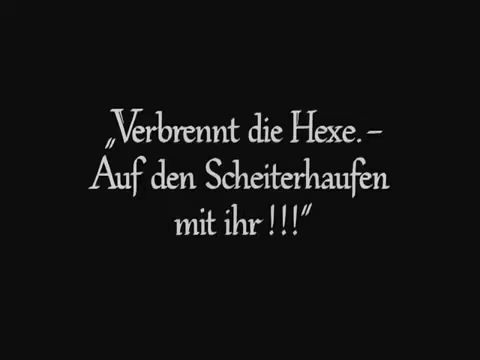 „Verbrennt die Hexe.–
Auf den Scheiterhaufen
mit ihr!!!“